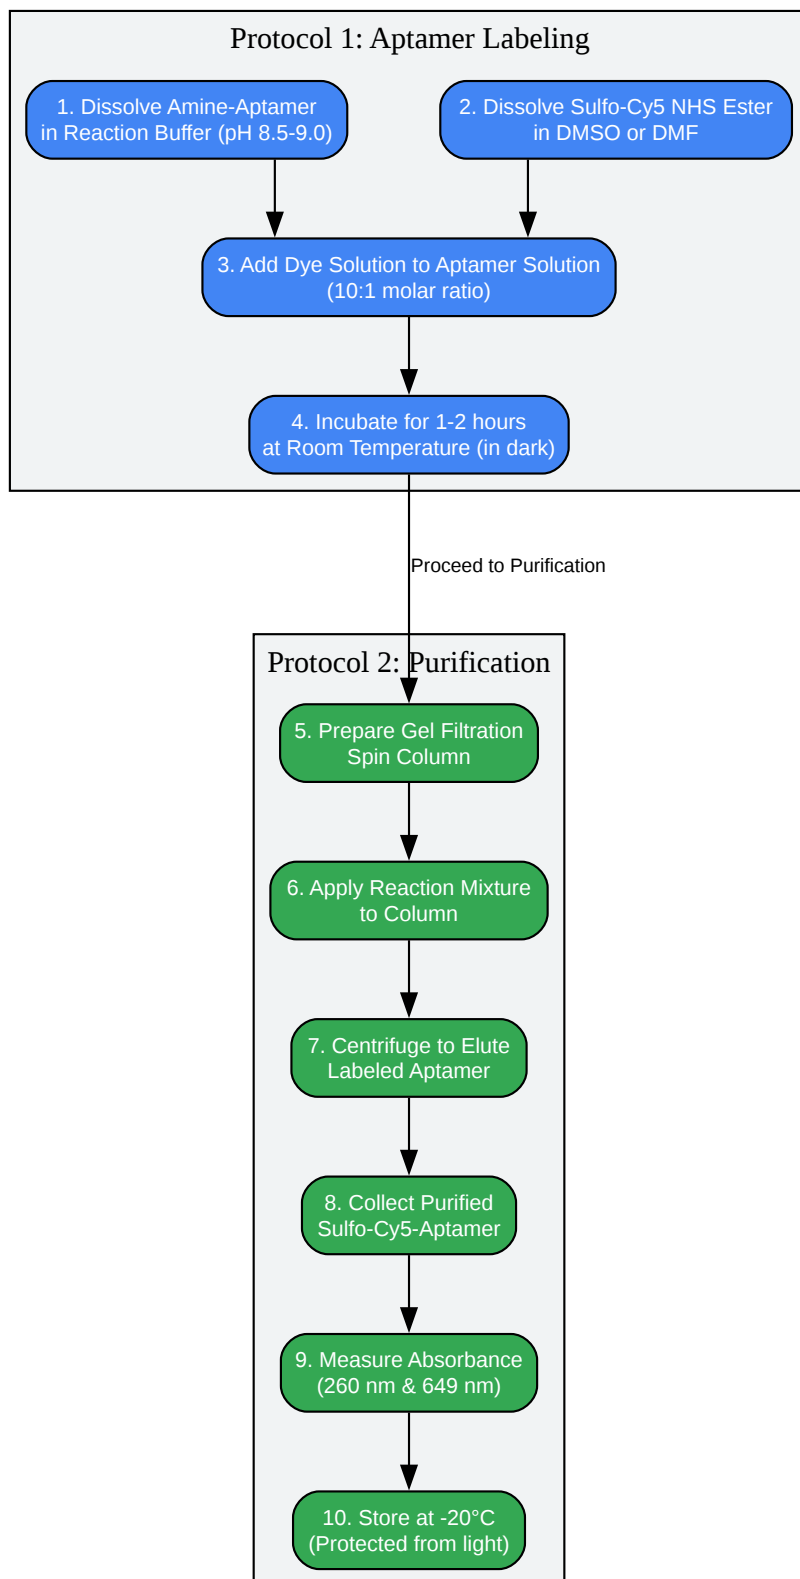 Protocol 1: Aptamer Labeling
1. Dissolve Amine-Aptamer
in Reaction Buffer (pH 8.5-9.0)
2. Dissolve Sulfo-Cy5 NHS Ester
in DMSO or DMF
3. Add Dye Solution to Aptamer Solution
(10:1 molar ratio)
4. Incubate for 1-2 hours
at Room Temperature (in dark)
Proceed to Purification
Protocol 2: Purification
5. Prepare Gel Filtration
Spin Column
6. Apply Reaction Mixture
to Column
7. Centrifuge to Elute
Labeled Aptamer
8. Collect Purified
Sulfo-Cy5-Aptamer
9. Measure Absorbance
(260 nm & 649 nm)
10. Store at -20°C
(Protected from light)